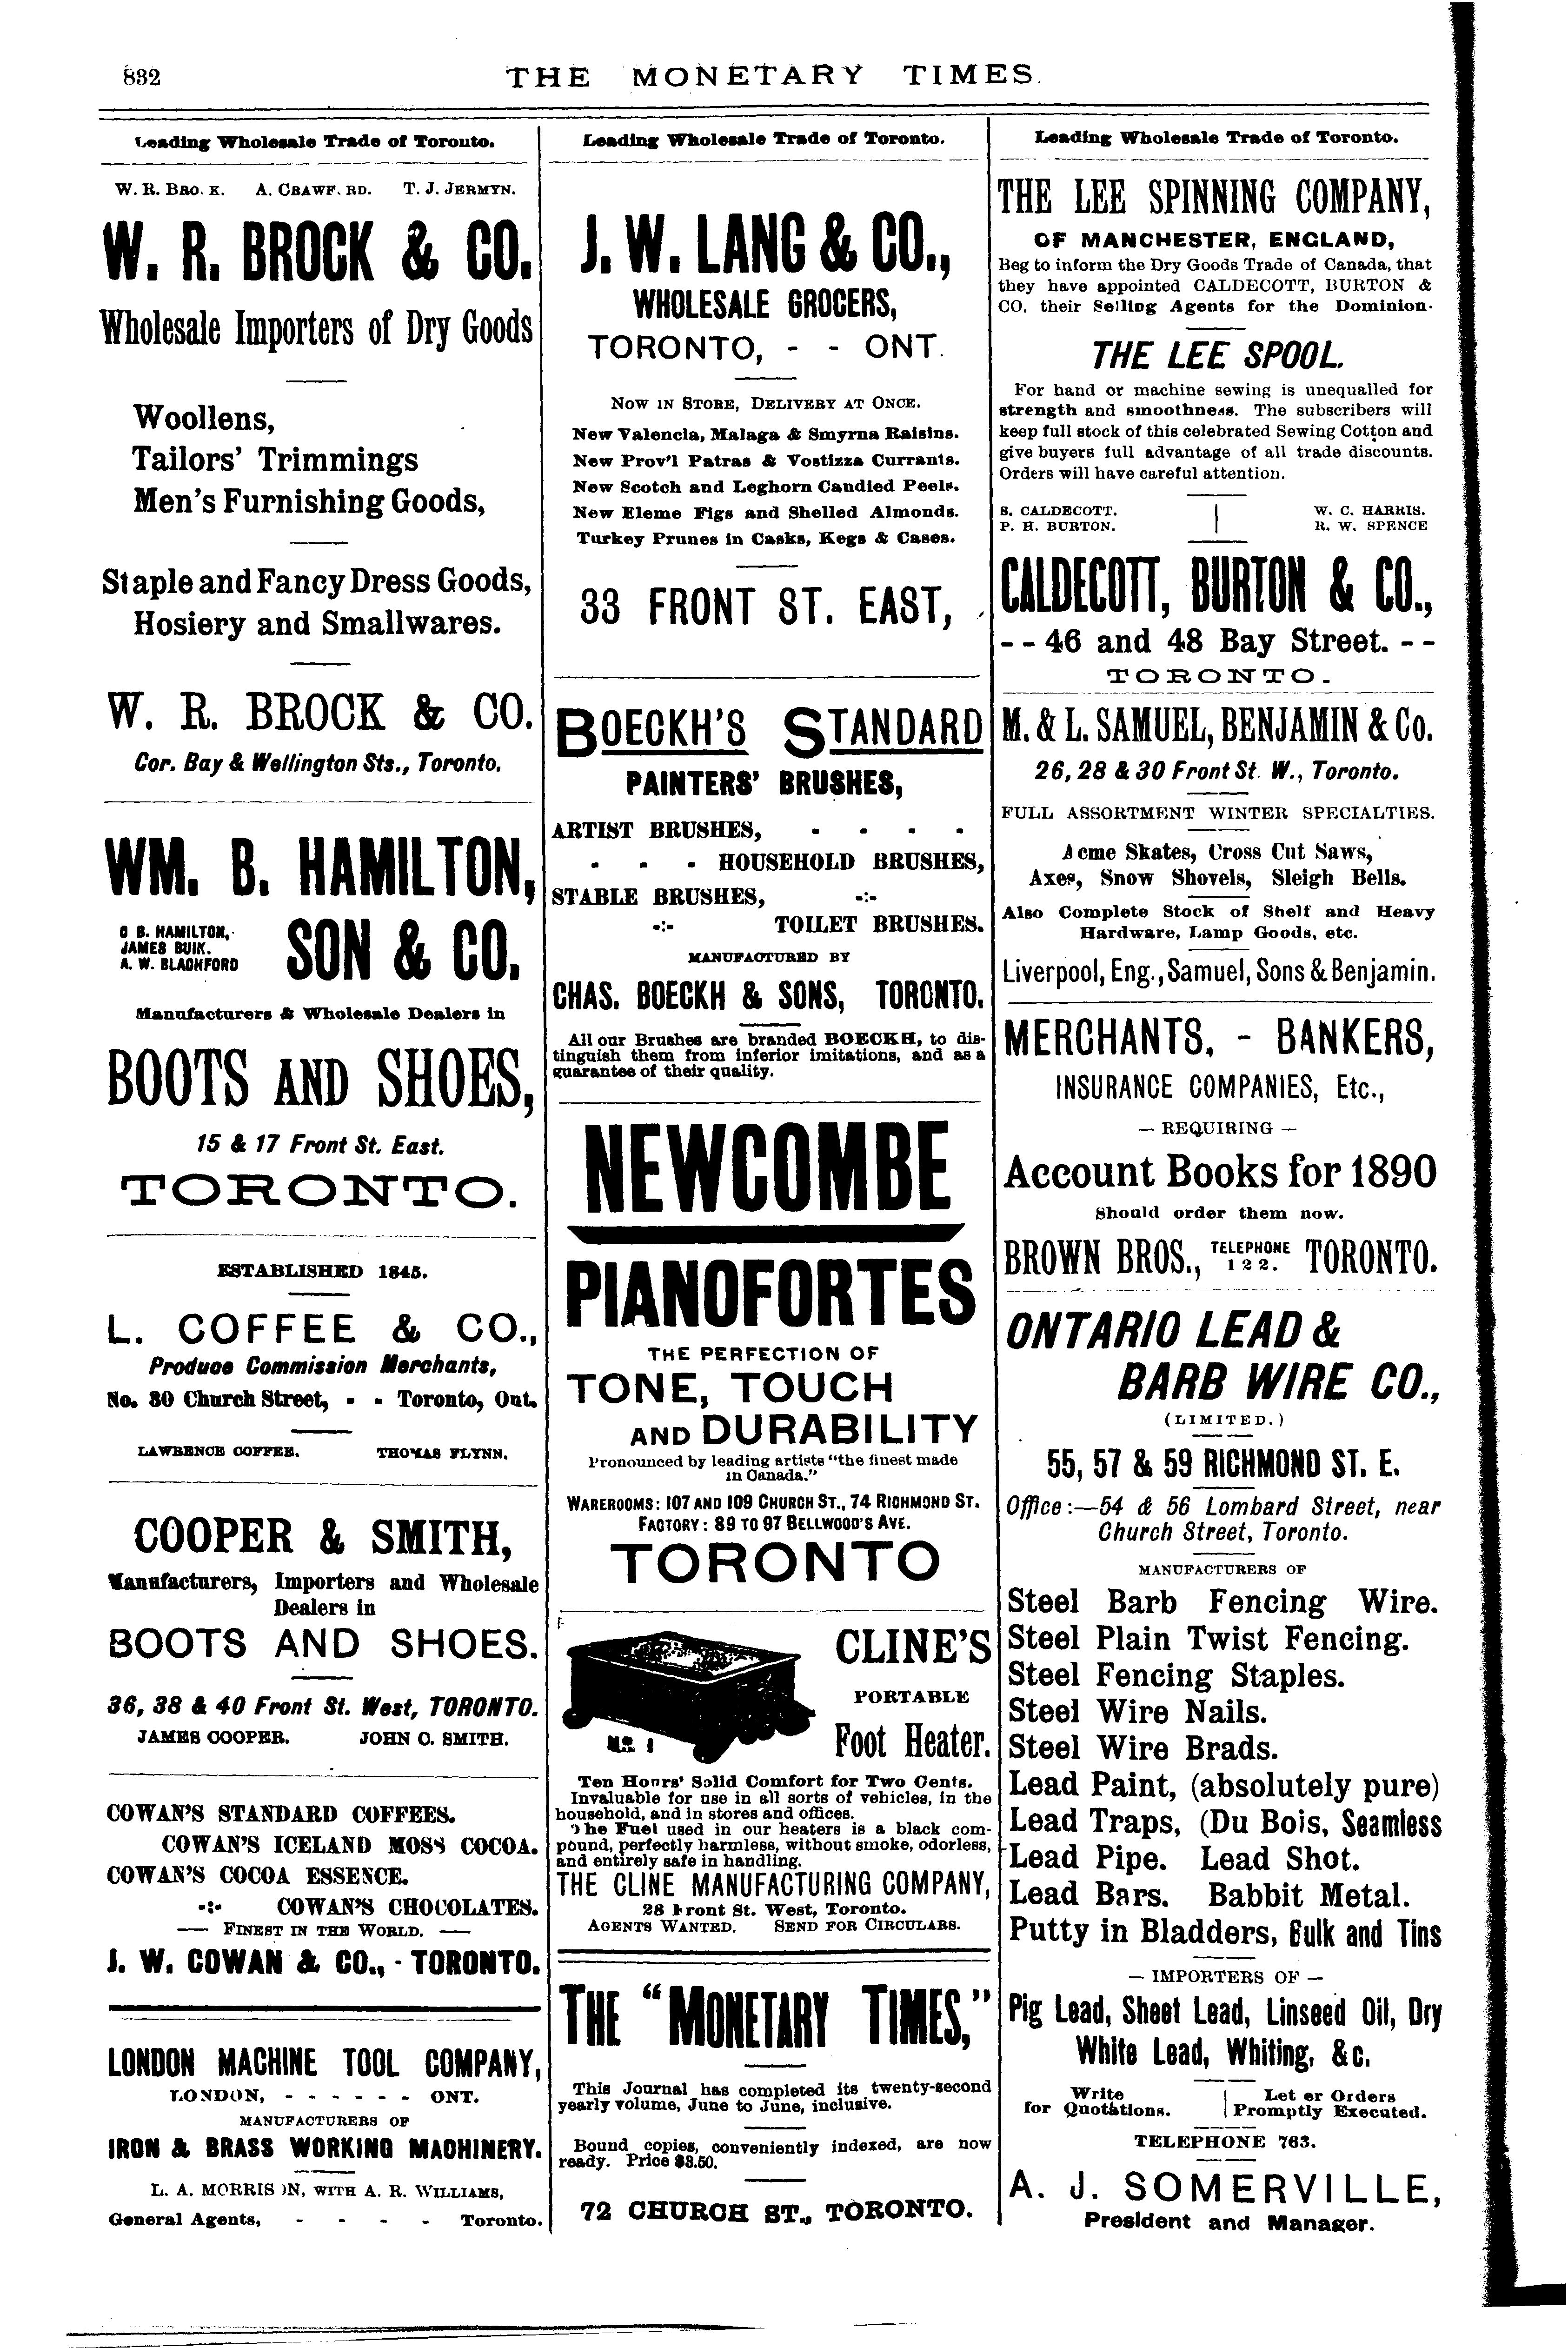 832
THE MONETARY TIMES.
Leading Wholesale Trade of Toronto.
W. R. BROCK. A. CRAWFORD. T. J. JERMYN.
W. R. BROCK & CO.
Wholesale Importers of Dry Goods
Woollens,
Tailors' Trimmings
Men's Furnishing Goods,
Staple and Fancy Dress Goods,
Hosiery and Smallwares.
W. R. BROCK & CO.
Cor. Bay & Wellington Sts., Toronto.
WM. B. HAMILTON,
C B. HAMILTON,
JAMES BUIK.
A. W. BLACHFORD
SON & CO.
Manufacturers & Wholesale Dealers in
BOOTS AND SHOES,
15 & 17 Front St. East.
TORONTO.
ESTABLISHED 1845.
L. COFFEE & CO.,
Produce Commission Merchants,
No. 30 Church Street, - - Toronto, Ont.
LAWRENCE COFFEE. THOMAS FLYNN.
COOPER & SMITH,
Manufacturers, Importers and Wholesale
Dealers in
BOOTS AND SHOES.
36, 38 & 40 Front St. West, TORONTO.
JAMES COOPER. JOHN C. SMITH.
COWAN'S STANDARD COFFEES.
COWAN'S ICELAND MOSS COCOA.
COWAN'S COCOA ESSENCE.
-:- COWAN'S CHOCOLATES.
— FINEST IN THE WORLD. —
J. W. COWAN & CO., - TORONTO.
LONDON MACHINE TOOL COMPANY,
LONDON, - - - - - - ONT.
MANUFACTURERS OF
IRON & BRASS WORKING MACHINERY.
L. A. MORRISON, WITH A. R. WILLIAMS,
General Agents, - - - - Toronto.
Leading Wholesale Trade of Toronto.
J. W. LANG & CO.,
WHOLESALE GROCERS,
TORONTO, - - ONT.
NOW IN STORE, DELIVERY AT ONCE.
New Valencia, Malaga & Smyrna Raisins.
New Prov'l Patras & Vostizza Currants.
New Scotch and Leghorn Candied Peels.
New Eleme Figs and Shelled Almonds.
Turkey Prunes in Casks, Kegs & Cases.
33 FRONT ST. EAST,
BOECKH'S STANDARD
PAINTERS' BRUSHES,
ARTIST BRUSHES, - - - -
- - - HOUSEHOLD BRUSHES,
STABLE BRUSHES, -:-
-:- TOILET BRUSHES.
MANUFACTURED BY
CHAS. BOECKH & SONS, TORONTO.
All our Brushes are branded BOECKH, to dis-
tinguish them from inferior imitations, and as a
guarantee of their quality.
NEWCOMBE
PIANOFORTES
THE PERFECTION OF
TONE, TOUCH
AND DURABILITY
Pronounced by leading artists "the finest made
in Canada."
WAREROOMS: 107 AND 109 CHURCH ST., 74 RICHMOND ST.
FACTORY: 89 TO 97 BELLWOOD'S AVE.
TORONTO
No. 1
CLINE'S
PORTABLE
Foot Heater.
Ten Hours' Solid Comfort for Two Cents.
Invaluable for use in all sorts of vehicles, in the
household, and in stores and offices.
The Fuel used in our heaters is a black com-
pound, perfectly harmless, without smoke, odorless,
and entirely safe in handling.
THE CLINE MANUFACTURING COMPANY,
28 Front St. West, Toronto.
AGENTS WANTED. SEND FOR CIRCULARS.
THE "MONETARY TIMES,"
This Journal has completed its twenty-second
yearly volume, June to June, inclusive.
Bound copies, conveniently indexed, are now
ready. Price $3.50.
72 CHURCH ST., TORONTO.
Leading Wholesale Trade of Toronto.
THE LEE SPINNING COMPANY,
OF MANCHESTER, ENGLAND,
Beg to inform the Dry Goods Trade of Canada, that
they have appointed CALDECOTT, BURTON &
CO. their Selling Agents for the Dominion.
THE LEE SPOOL.
For hand or machine sewing is unequalled for
strength and smoothness. The subscribers will
keep full stock of this celebrated Sewing Cotton and
give buyers full advantage of all trade discounts.
Orders will have careful attention.
S. CALDECOTT. W. C. HARRIS.
P. H. BURTON. R. W. SPENCE
CALDECOTT, BURTON & CO.,
- - 46 and 48 Bay Street. - -
TORONTO.
M. & L. SAMUEL, BENJAMIN & Co.
26, 28 & 30 Front St. W., Toronto.
FULL ASSORTMENT WINTER SPECIALTIES.
Acme Skates, Cross Cut Saws,
Axes, Snow Shovels, Sleigh Bells.
Also Complete Stock of Shelf and Heavy
Hardware, Lamp Goods, etc.
Liverpool, Eng., Samuel, Sons & Benjamin.
MERCHANTS, - BANKERS,
INSURANCE COMPANIES, Etc.,
— REQUIRING —
Account Books for 1890
Should order them now.
BROWN BROS., TELEPHONE 122. TORONTO.
ONTARIO LEAD &
BARB WIRE CO.,
(LIMITED.)
55, 57 & 59 RICHMOND ST. E.
Office:—54 & 56 Lombard Street, near
Church Street, Toronto.
MANUFACTURERS OF
Steel Barb Fencing Wire.
Steel Plain Twist Fencing.
Steel Fencing Staples.
Steel Wire Nails.
Steel Wire Brads.
Lead Paint, (absolutely pure)
Lead Traps, (Du Bois, Seamless
Lead Pipe. Lead Shot.
Lead Bars. Babbit Metal.
Putty in Bladders, Bulk and Tins
— IMPORTERS OF —
Pig Lead, Sheet Lead, Linseed Oil, Dry
White Lead, Whiting, &c.
Write Let er Orders
for Quotations. Promptly Executed.
TELEPHONE 763.
A. J. SOMERVILLE,
President and Manager.